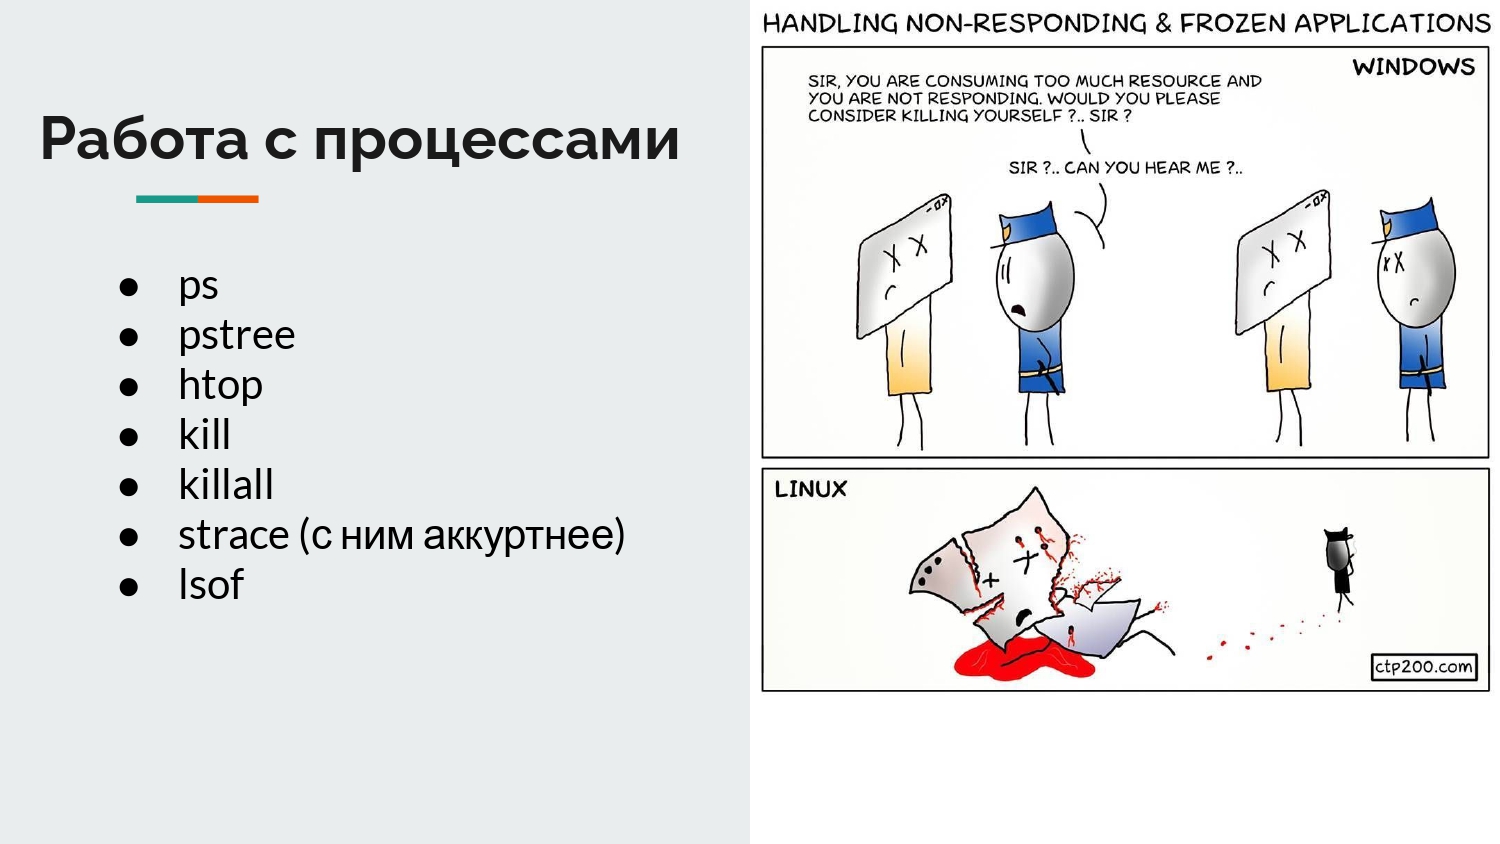 Работа с процессами
● ps
● pstree
● htop
● kill
● killall
● strace (с ним аккуртнее)
● lsof
HANDLING NON-RESPONDING & FROZEN APPLICATIONS
WINDOWS
SIR, YOU ARE CONSUMING TOO MUCH RESOURCE AND
YOU ARE NOT RESPONDING. WOULD YOU PLEASE
CONSIDER KILLING YOURSELF ?.. SIR ?
SIR ?.. CAN YOU HEAR ME ?..
LINUX
ctp200.com